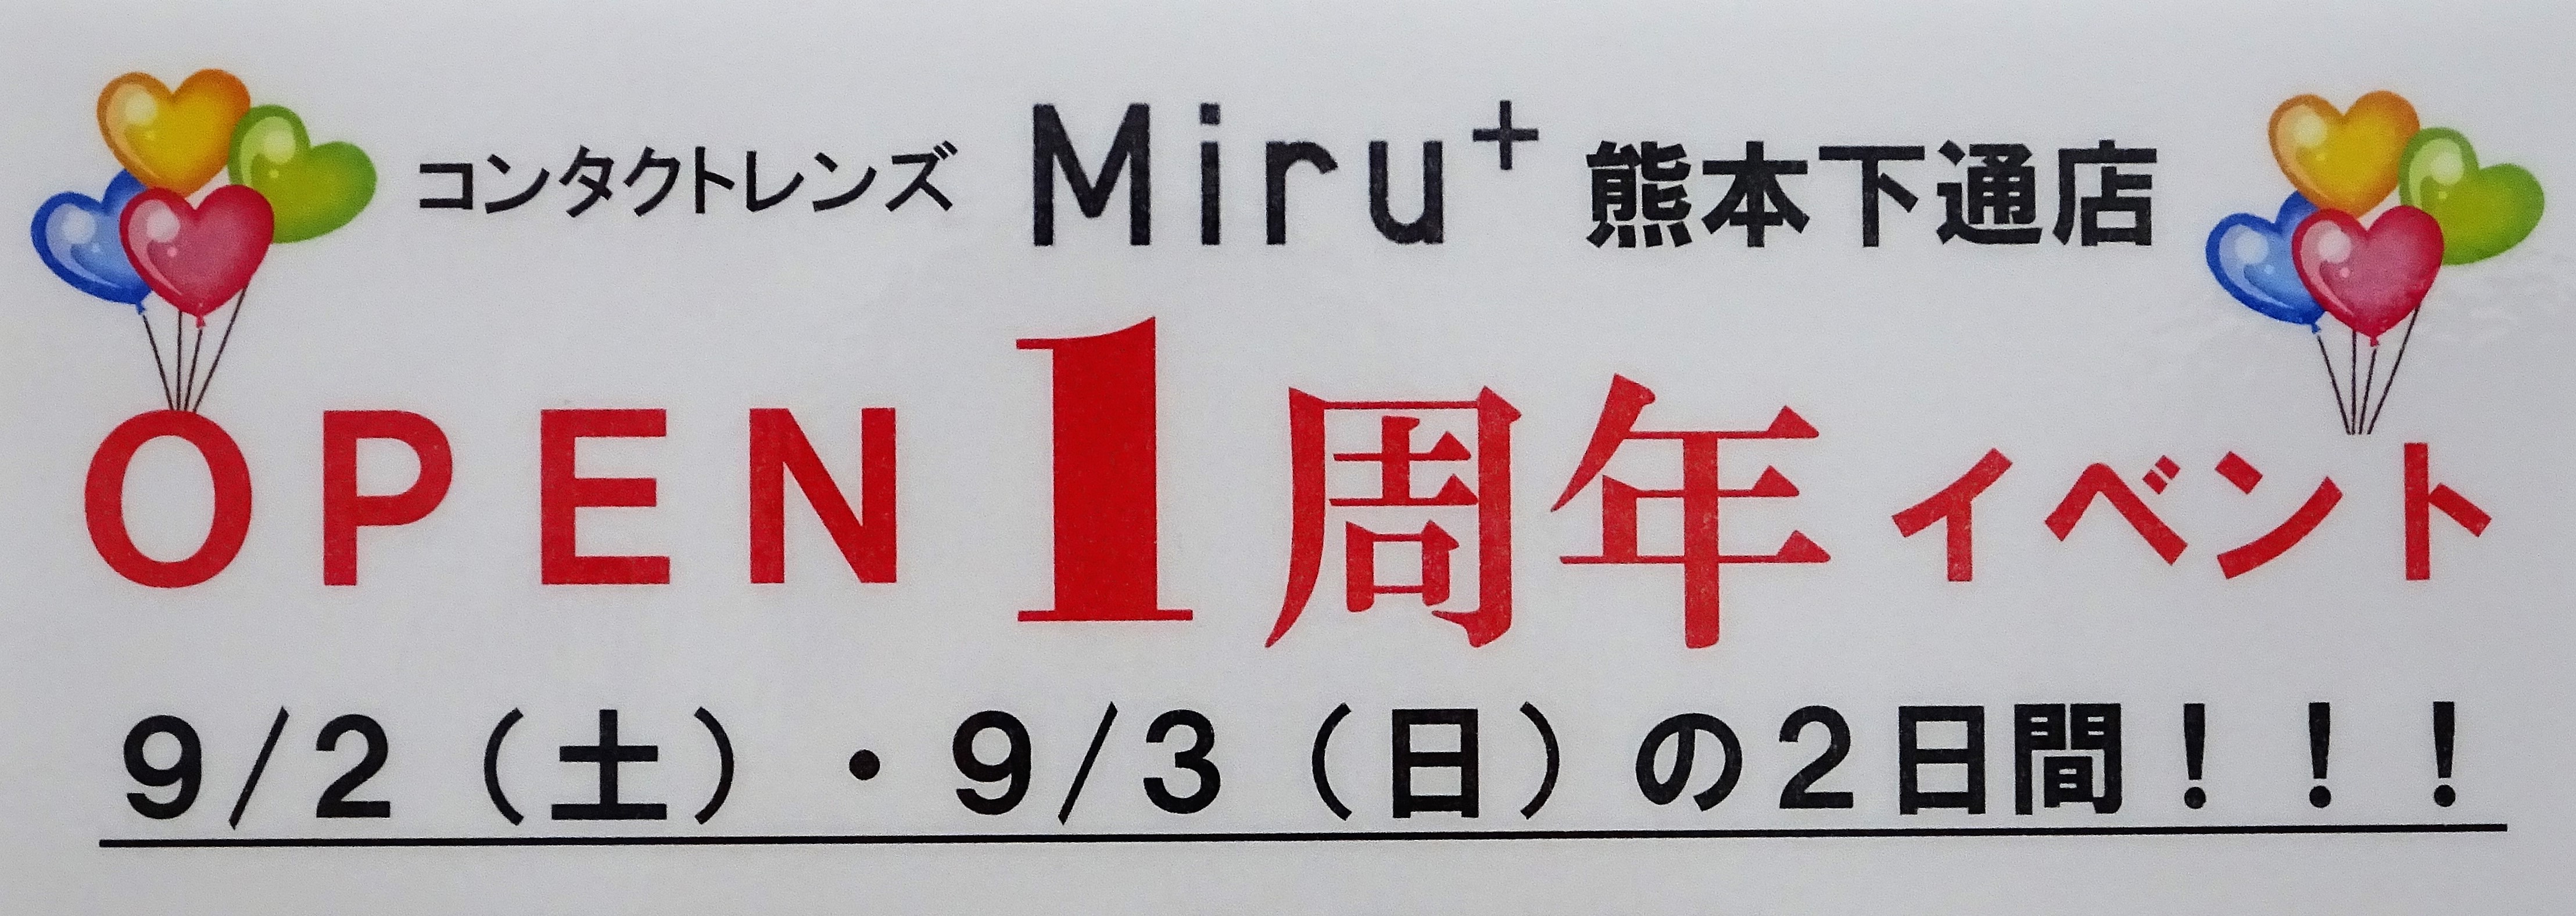 コンタクトレンズ Miru+ 熊本下通店
OPEN 1周年イベント
9/2（土）・9/3（日）の2日間！！！